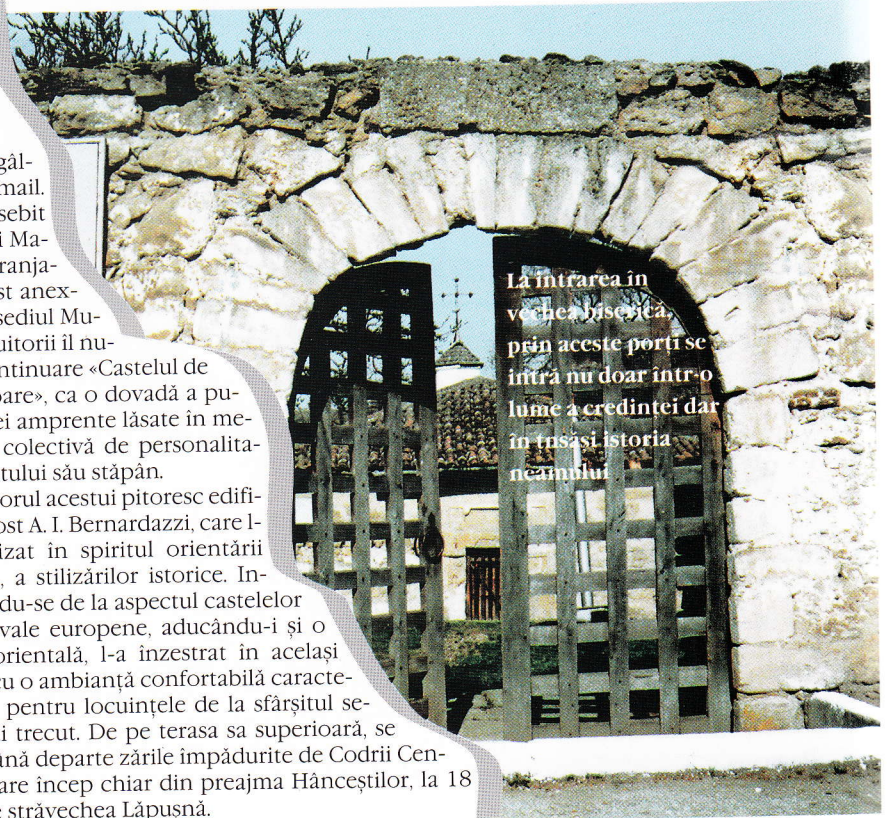 gâl-
mail.
sebit
i Ma-
ranja-
st anex-
sediul Mu-
uitorii îl nu-
ntinuare «Castelul de
oare», ca o dovadă a pu-
ei amprente lăsate în me-
colectivă de personalita-
tului său stăpân.
orul acestui pitoresc edifi-
ost A. I. Bernardazzi, care l-
izat în spiritul orientării
, a stilizărilor istorice. In-
du-se de la aspectul castelelor
vale europene, aducându-i și o
orientală, l-a înzestrat în același
cu o ambianță confortabilă caracte-
pentru locuințele de la sfârșitul se-
i trecut. De pe terasa sa superioară, se
ână departe zările împădurite de Codrii Cen-
are încep chiar din preajma Hânceștilor, la 18
e străvechea Lăpușnă.
La intrarea în
vechea biserică,
prin aceste porți se
intră nu doar într-o
lume a credinței dar
în însăși istoria
neamului